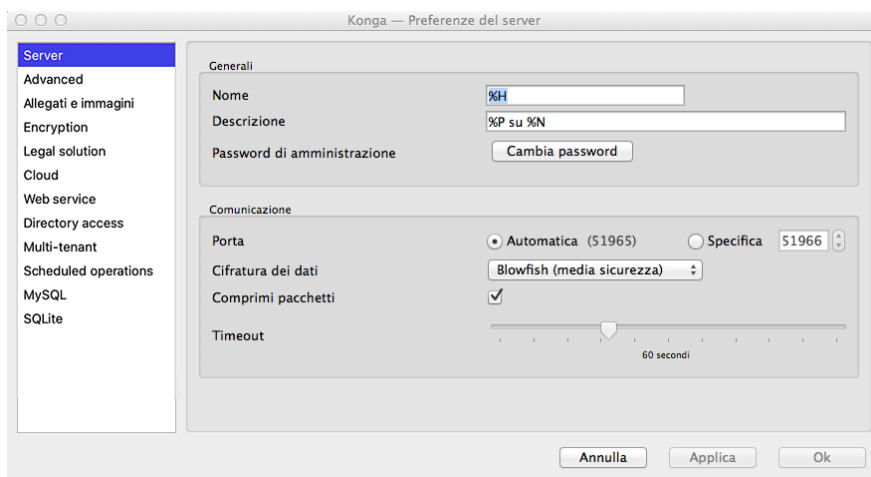 Konga — Preferenze del server
Server
Advanced
Allegati e immagini
Encryption
Legal solution
Cloud
Web service
Directory access
Multi-tenant
Scheduled operations
MySQL
SQLite
Generali
Nome %H
Descrizione %P su %N
Password di amministrazione Cambia password
Comunicazione
Porta Automatica (51965) Specifica 51966
Cifratura dei dati Blowfish (media sicurezza)
Comprimi pacchetti
Timeout
60 secondi
Annulla Applica Ok